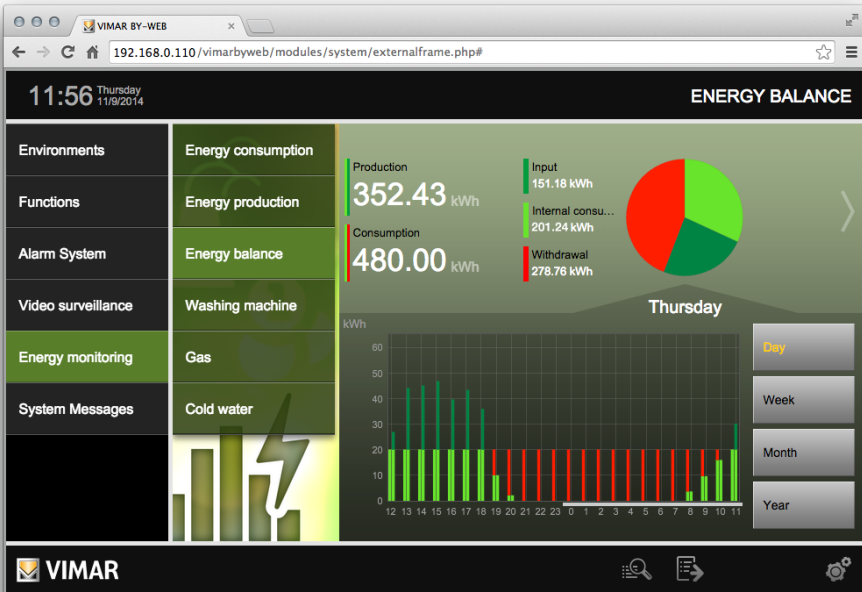 VIMAR BY-WEB
192.168.0.110/vimarbyweb/modules/system/externalframe.php#
11:56 Thursday
11/9/2014
ENERGY BALANCE
Environments
Functions
Alarm System
Video surveillance
Energy monitoring
System Messages
Energy consumption
Energy production
Energy balance
Washing machine
Gas
Cold water
Production
352.43 kWh
Consumption
480.00 kWh
Input
151.18 kWh
Internal consu...
201.24 kWh
Withdrawal
278.76 kWh
Thursday
kWh
60
50
40
30
20
10
0
12 13 14 15 16 17 18 19 20 21 22 23 0 1 2 3 4 5 6 7 8 9 10 11
Day
Week
Month
Year
VIMAR